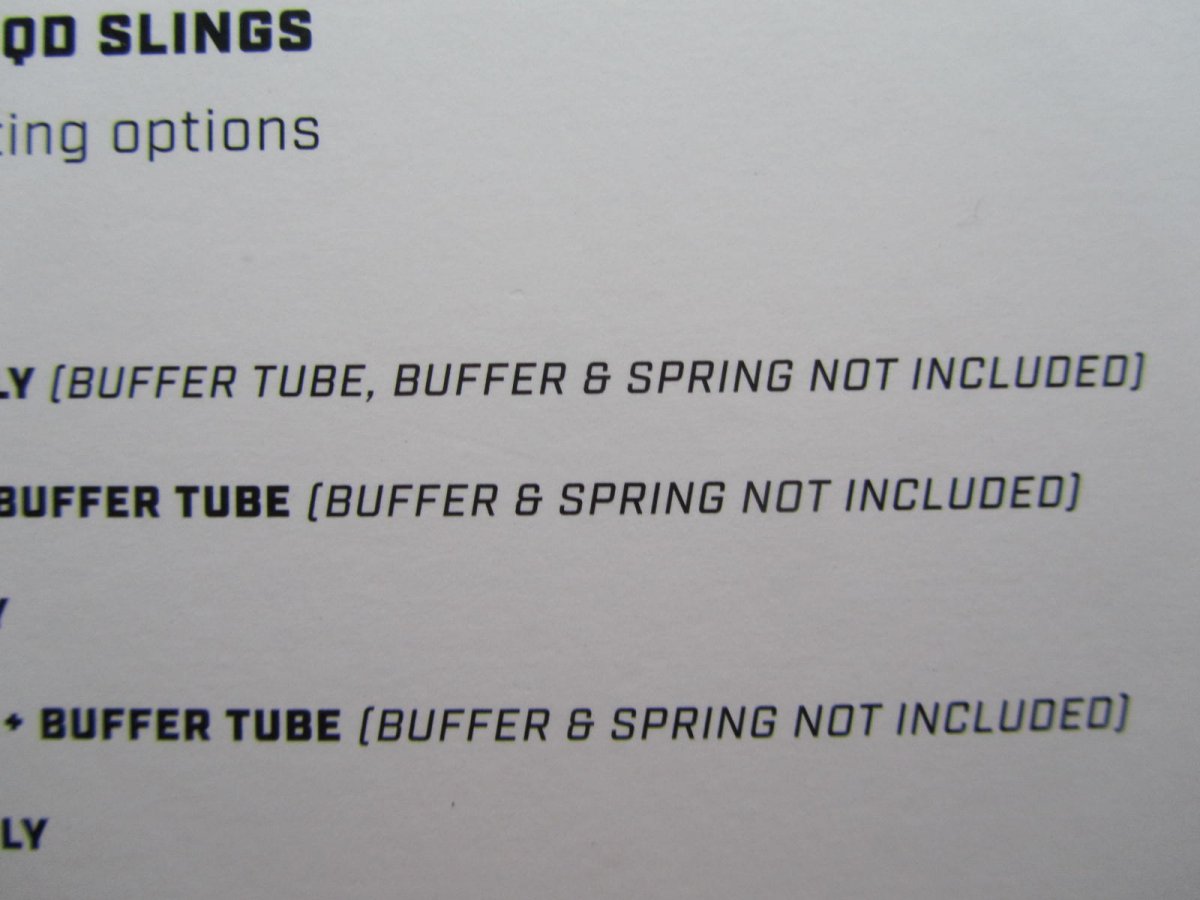 QD SLINGS
ting options
LY (BUFFER TUBE, BUFFER & SPRING NOT INCLUDED)
BUFFER TUBE (BUFFER & SPRING NOT INCLUDED)
Y
+ BUFFER TUBE (BUFFER & SPRING NOT INCLUDED)
LY